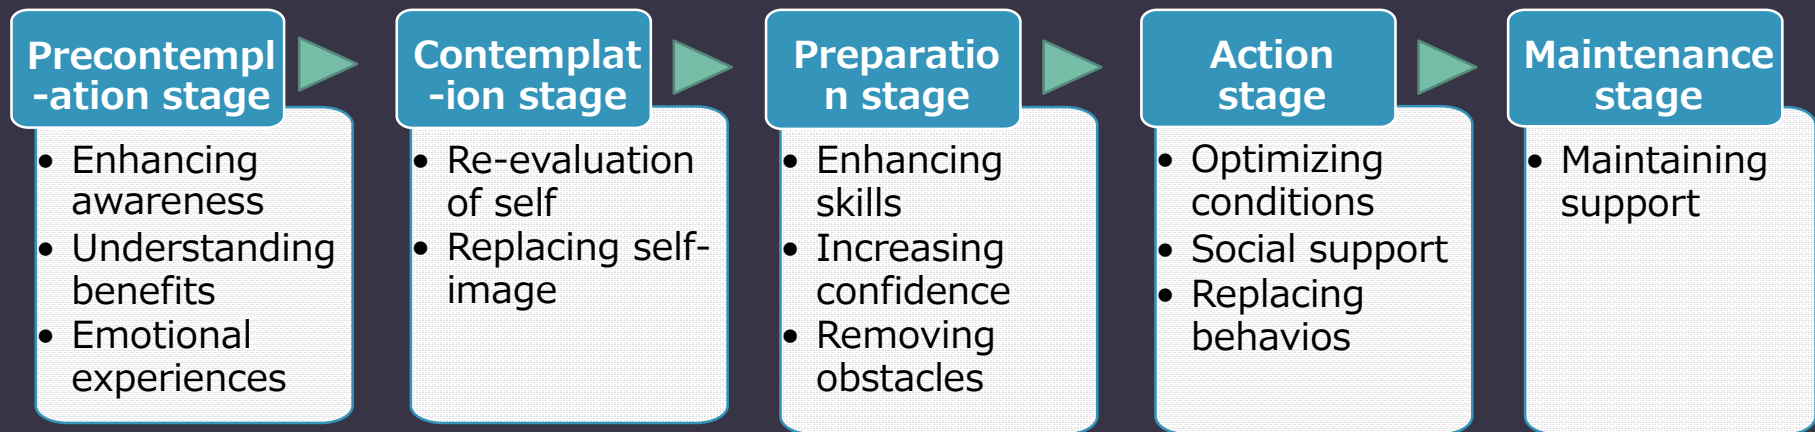 Precontempl
-ation stage
• Enhancing
awareness
• Understanding
benefits
• Emotional
experiences
Contemplat
-ion stage
• Re-evaluation
of self
• Replacing self-
image
Preparatio
n stage
• Enhancing
skills
• Increasing
confidence
• Removing
obstacles
Action
stage
• Optimizing
conditions
• Social support
• Replacing
behavios
Maintenance
stage
• Maintaining
support